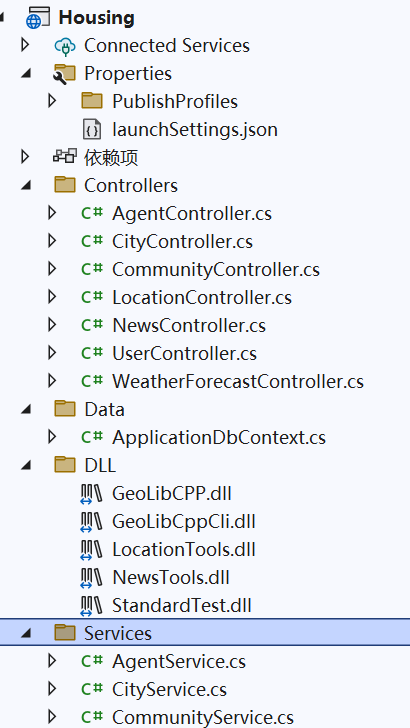 Housing
Connected Services
Properties
PublishProfiles
launchSettings.json
依赖项
Controllers
C# AgentController.cs
C# CityController.cs
C# CommunityController.cs
C# LocationController.cs
C# NewsController.cs
C# UserController.cs
C# WeatherForecastController.cs
Data
C# ApplicationDbContext.cs
DLL
GeoLibCPP.dll
GeoLibCppCli.dll
LocationTools.dll
NewsTools.dll
StandardTest.dll
Services
C# AgentService.cs
C# CityService.cs
C# CommunityService.cs